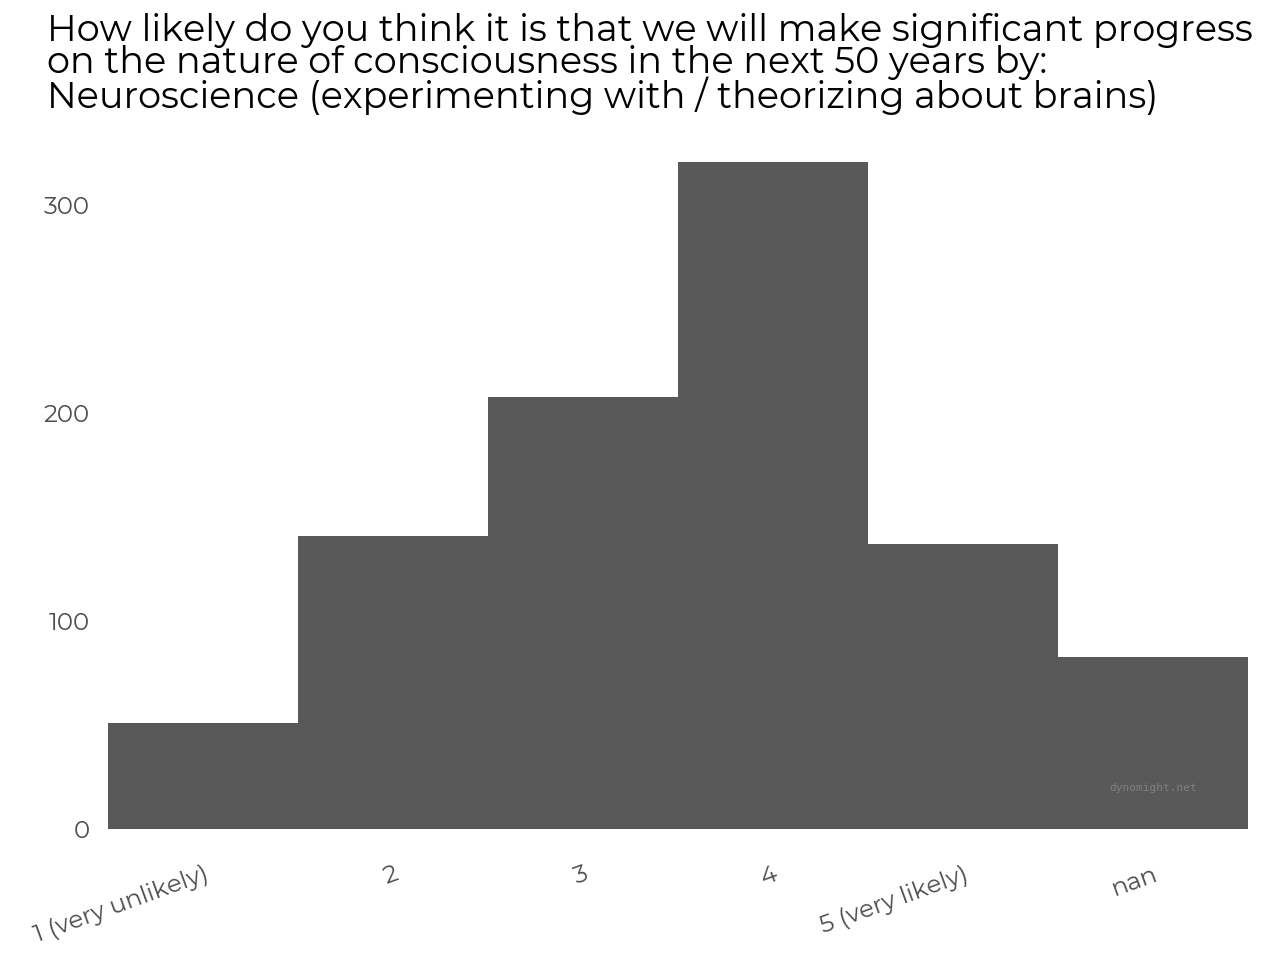 How likely do you think it is that we will make significant progress
on the nature of consciousness in the next 50 years by:
Neuroscience (experimenting with / theorizing about brains)
300
200
100
0
dynomight.net
1 (very unlikely)
2
3
4
5 (very likely)
nan